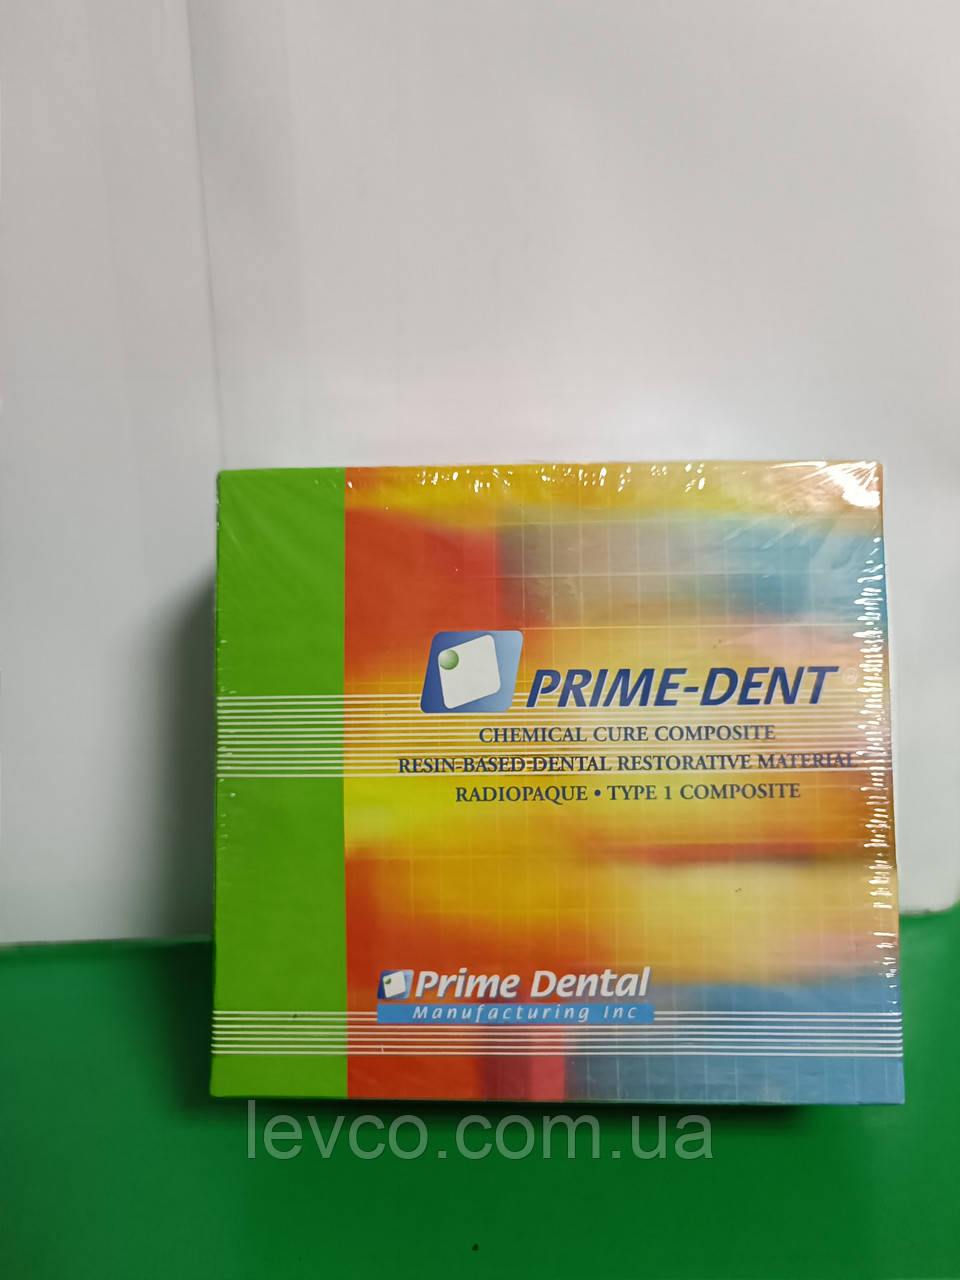 PRIME-DENT ®
CHEMICAL CURE COMPOSITE
RESIN-BASED DENTAL RESTORATIVE MATERIAL
RADIOPAQUE • TYPE 1 COMPOSITE
Prime Dental
Manufacturing Inc
levco.com.ua